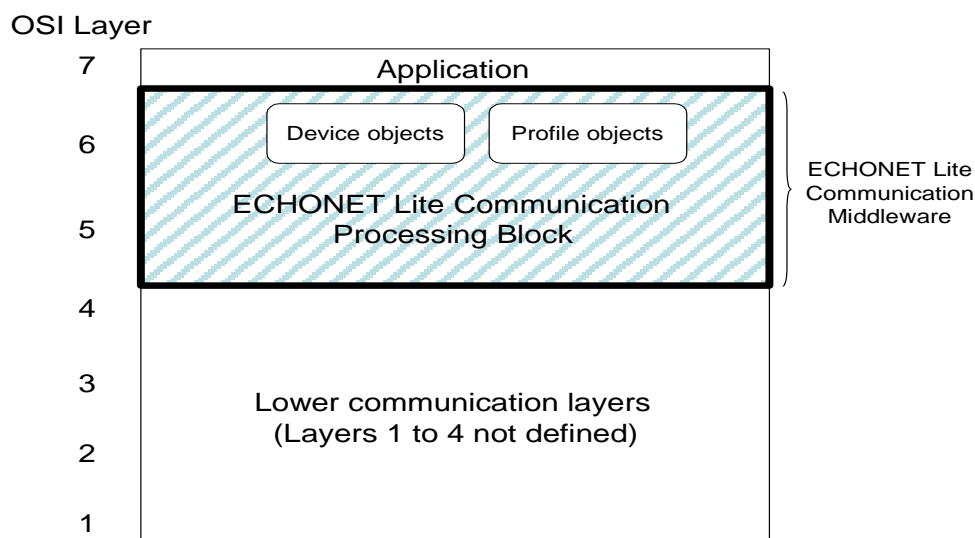 OSI Layer
7
Application
6
Device objects
Profile objects
ECHONET Lite Communication
Processing Block
5
ECHONET Lite
Communication
Middleware
4
3
Lower communication layers
(Layers 1 to 4 not defined)
2
1